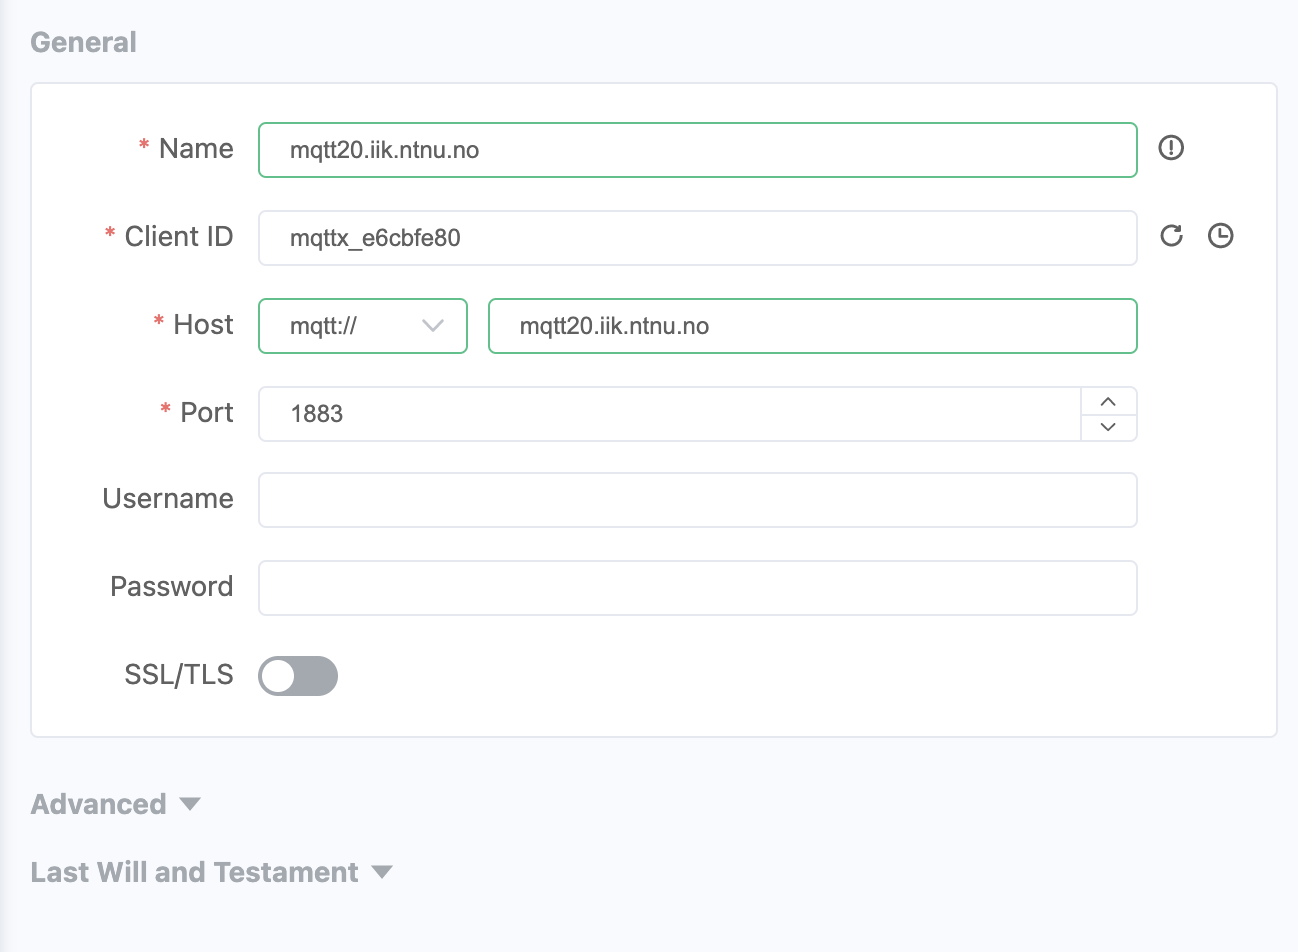 General
* Name mqtt20.iik.ntnu.no
* Client ID mqttx_e6cbfe80
* Host mqtt:// mqtt20.iik.ntnu.no
* Port 1883
Username
Password
SSL/TLS
Advanced
Last Will and Testament